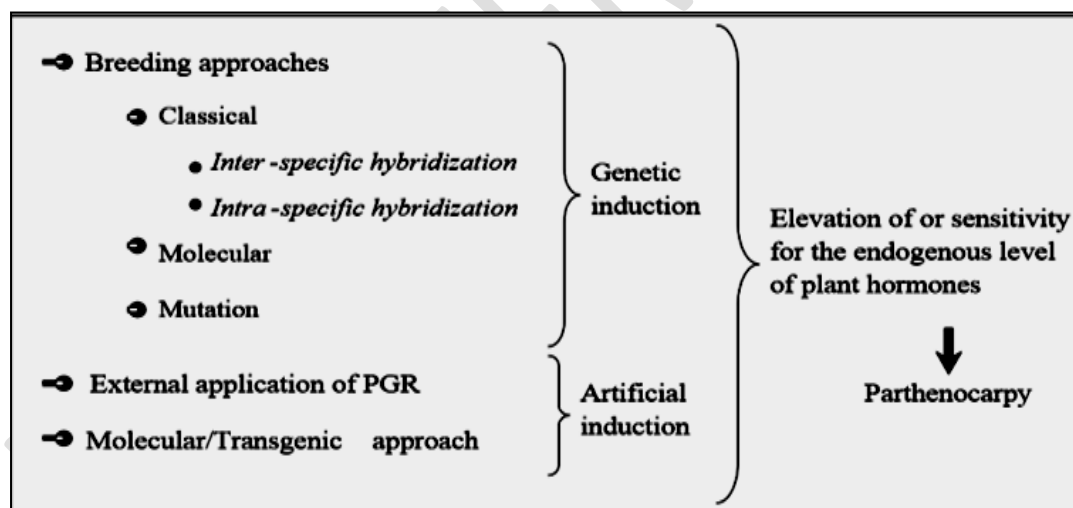 Breeding approaches
Classical
Inter -specific hybridization
Intra -specific hybridization
Molecular
Mutation
Genetic
induction
External application of PGR
Molecular/Transgenic approach
Artificial
induction
Elevation of or sensitivity
for the endogenous level
of plant hormones
Parthenocarpy